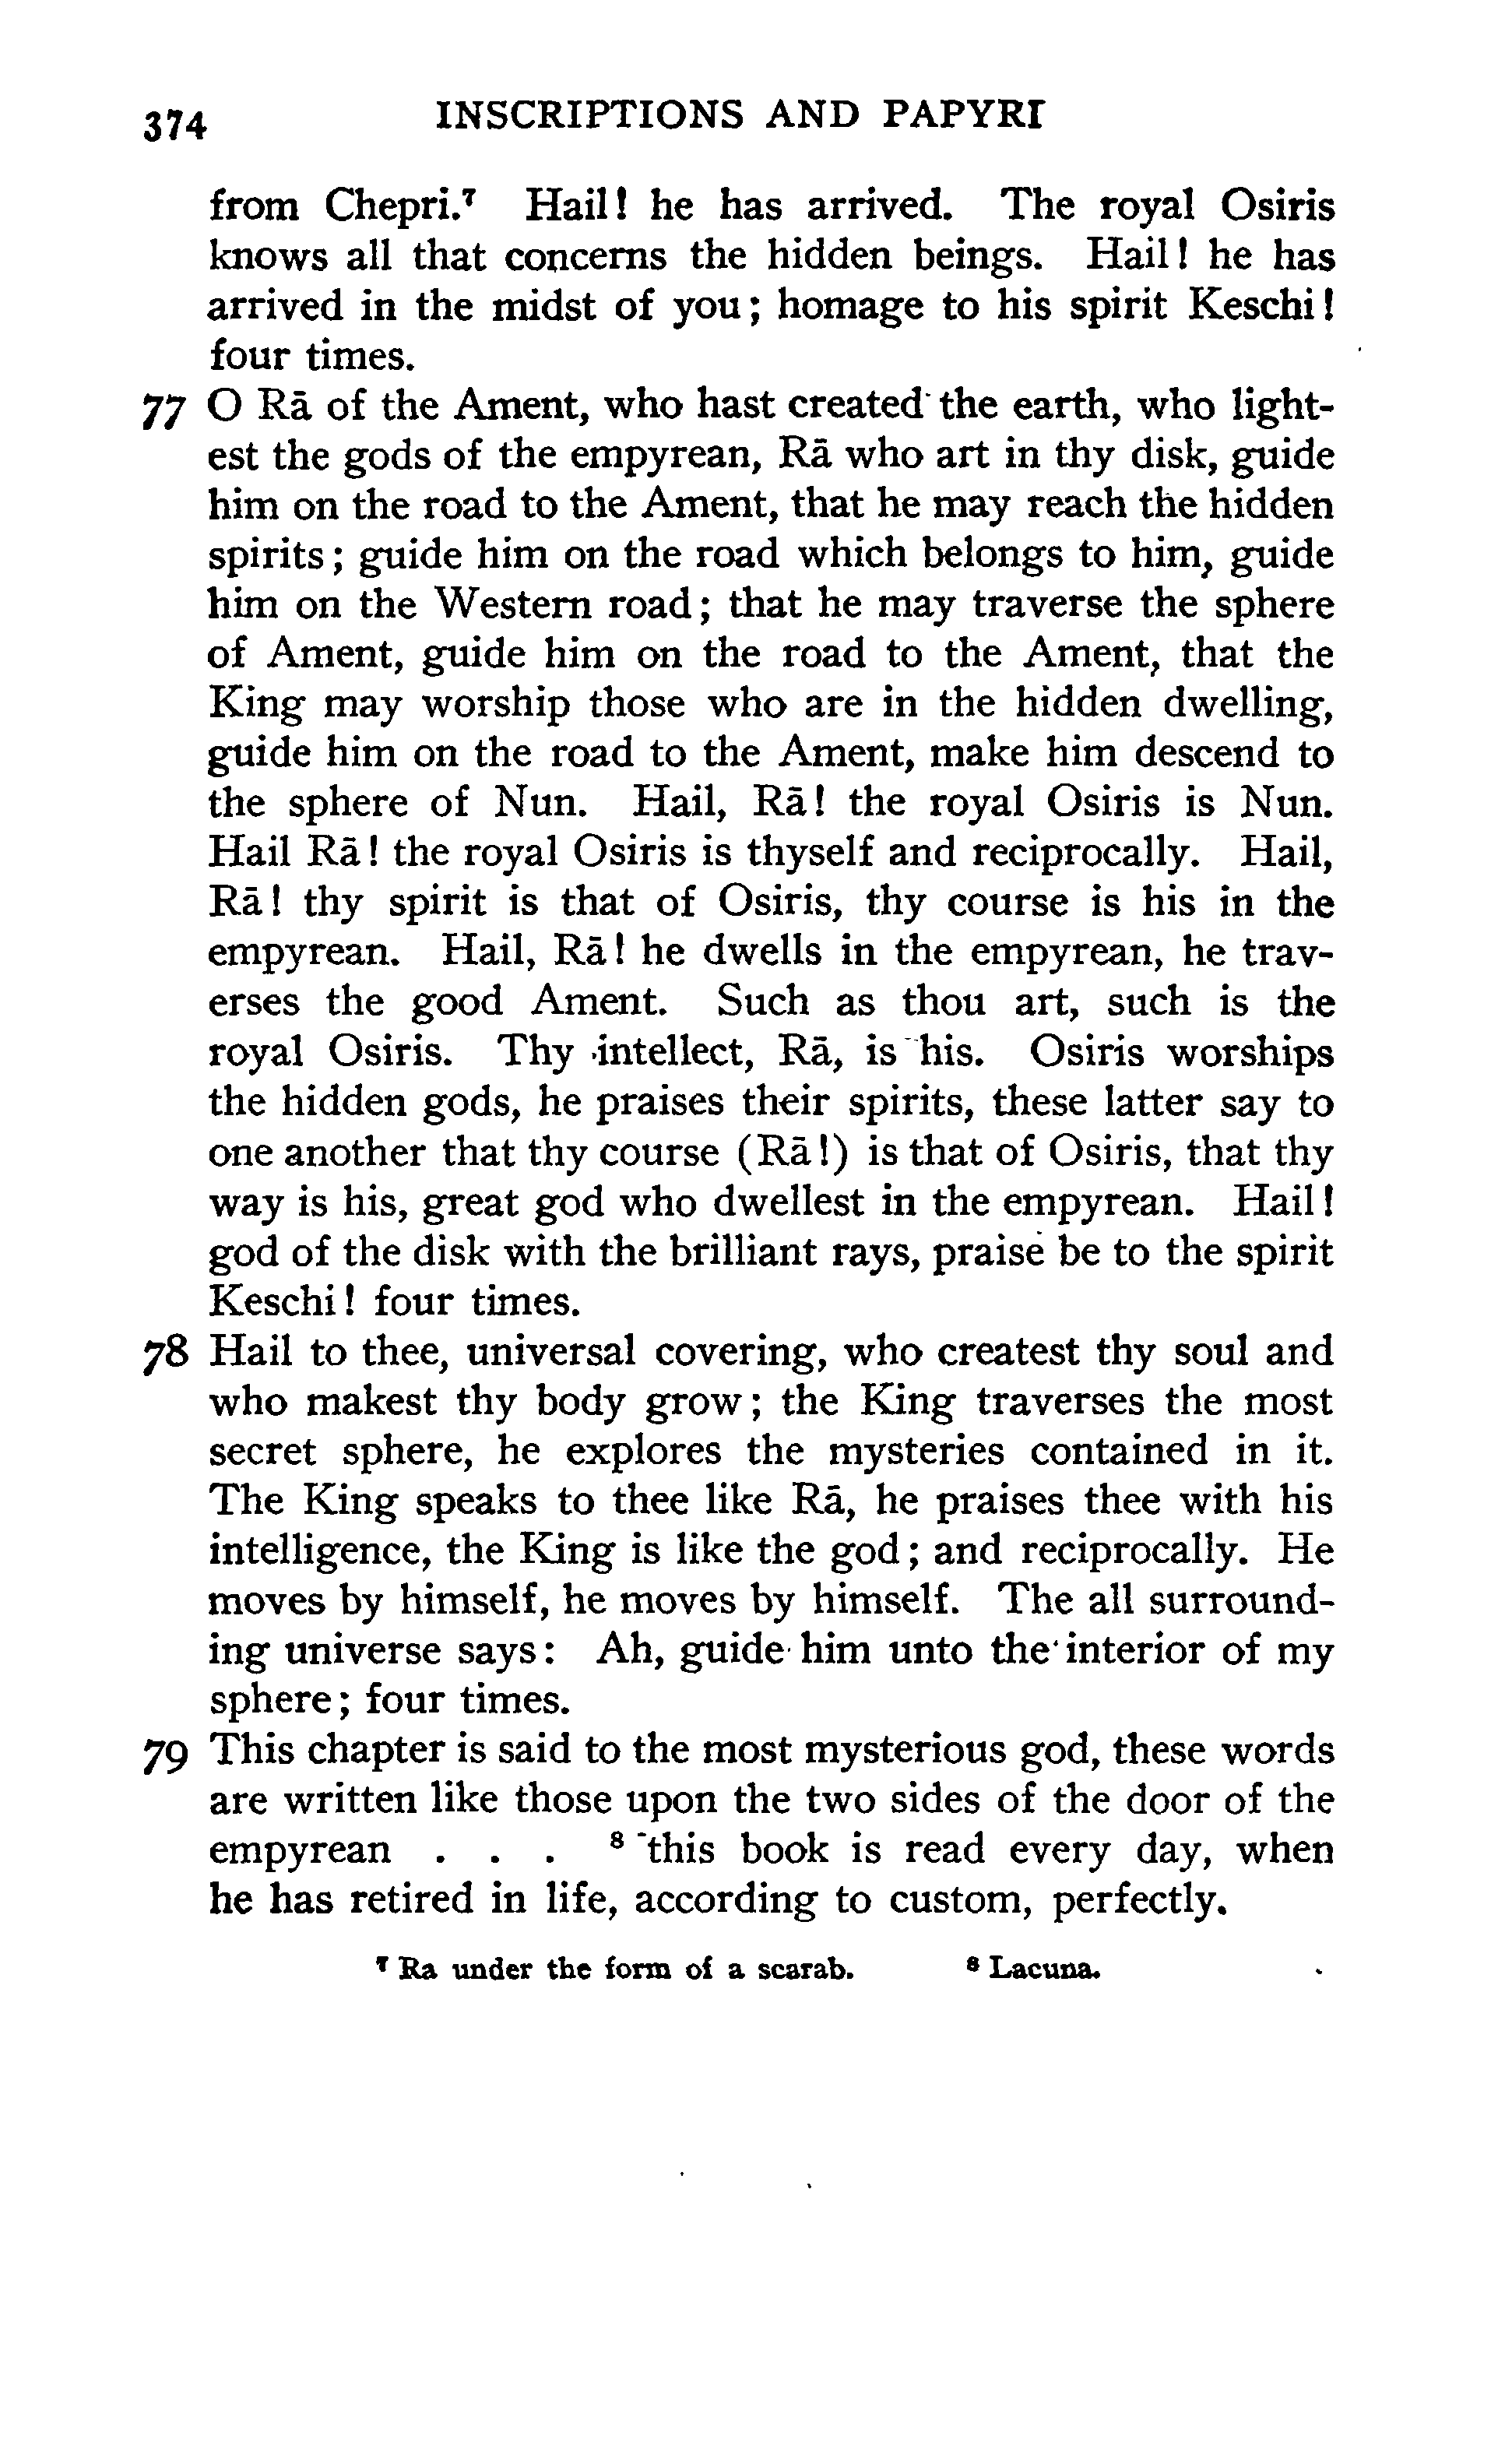 374 INSCRIPTIONS AND PAPYRI
from Chepri.⁷ Hail! he has arrived. The royal Osiris
knows all that concerns the hidden beings. Hail! he has
arrived in the midst of you; homage to his spirit Keschi!
four times.
77 O Rā of the Ament, who hast created the earth, who light-
est the gods of the empyrean, Rā who art in thy disk, guide
him on the road to the Ament, that he may reach the hidden
spirits; guide him on the road which belongs to him, guide
him on the Western road; that he may traverse the sphere
of Ament, guide him on the road to the Ament, that the
King may worship those who are in the hidden dwelling,
guide him on the road to the Ament, make him descend to
the sphere of Nun. Hail, Rā! the royal Osiris is Nun.
Hail Rā! the royal Osiris is thyself and reciprocally. Hail,
Rā! thy spirit is that of Osiris, thy course is his in the
empyrean. Hail, Rā! he dwells in the empyrean, he trav-
erses the good Ament. Such as thou art, such is the
royal Osiris. Thy intellect, Rā, is his. Osiris worships
the hidden gods, he praises their spirits, these latter say to
one another that thy course (Rā!) is that of Osiris, that thy
way is his, great god who dwellest in the empyrean. Hail!
god of the disk with the brilliant rays, praise be to the spirit
Keschi! four times.
78 Hail to thee, universal covering, who createst thy soul and
who makest thy body grow; the King traverses the most
secret sphere, he explores the mysteries contained in it.
The King speaks to thee like Rā, he praises thee with his
intelligence, the King is like the god; and reciprocally. He
moves by himself, he moves by himself. The all surround-
ing universe says: Ah, guide him unto the interior of my
sphere; four times.
79 This chapter is said to the most mysterious god, these words
are written like those upon the two sides of the door of the
empyrean . . . ⁸ this book is read every day, when
he has retired in life, according to custom, perfectly.
⁷ Ra under the form of a scarab. ⁸ Lacuna.